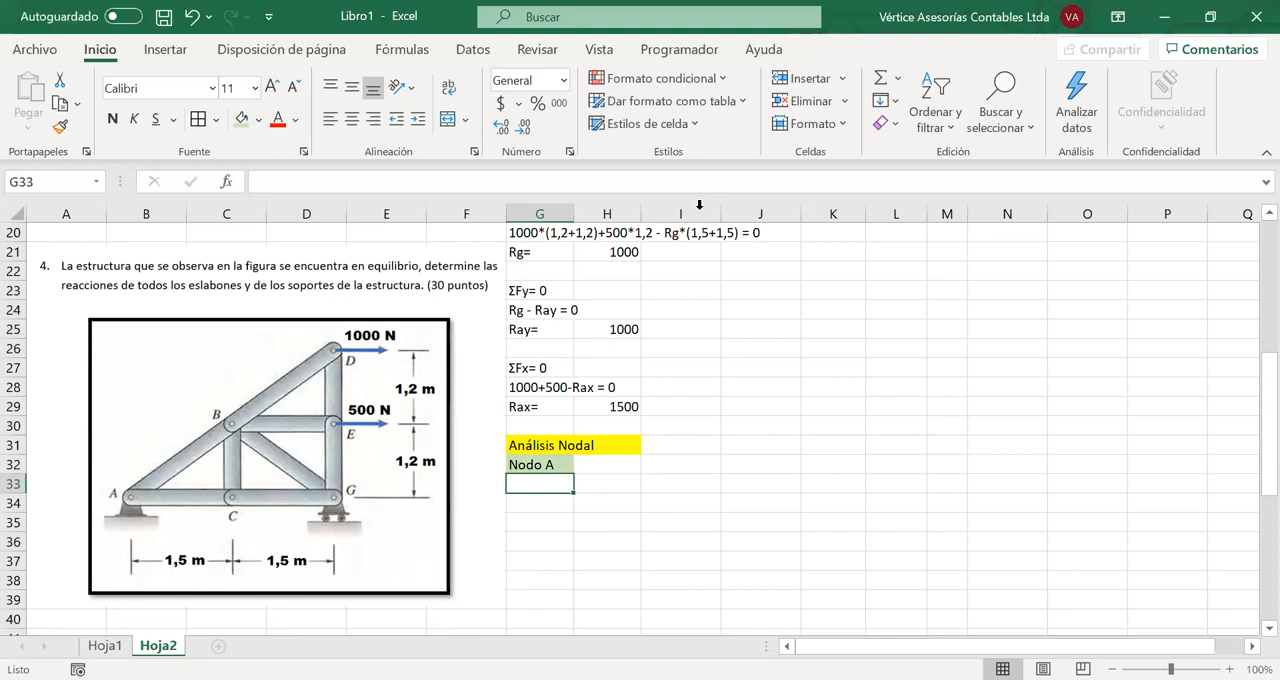 Autoguardado
Libro1 - Excel
Buscar
Vértice Asesorías Contables Ltda VA
Archivo Inicio Insertar Disposición de página Fórmulas Datos Revisar Vista Programador Ayuda Compartir Comentarios
Pegar
Portapapeles
Calibri 11
N K S
Fuente
Alineación
General
$ % 000
Número
Formato condicional
Dar formato como tabla
Estilos de celda
Estilos
Insertar
Eliminar
Formato
Celdas
Ordenar y filtrar
Buscar y seleccionar
Edición
Analizar datos
Análisis
Confidencialidad
Confidencialidad
G33 fx
A B C D E F G H I J K L M N O P Q
20 1000*(1,2+1,2)+500*1,2 - Rg*(1,5+1,5) = 0
21 Rg= 1000
22
23 ΣFy= 0
24 Rg - Ray = 0
25 Ray= 1000
26
27 ΣFx= 0
28 1000+500-Rax = 0
29 Rax= 1500
30
31 Análisis Nodal
32 Nodo A
33
34
35
36
37
38
39
40
4. La estructura que se observa en la figura se encuentra en equilibrio, determine las
reacciones de todos los eslabones y de los soportes de la estructura. (30 puntos)
1000 N
D
1,2 m
B
500 N
E
1,2 m
A
G
C
1,5 m 1,5 m
Hoja1 Hoja2
Listo
100%